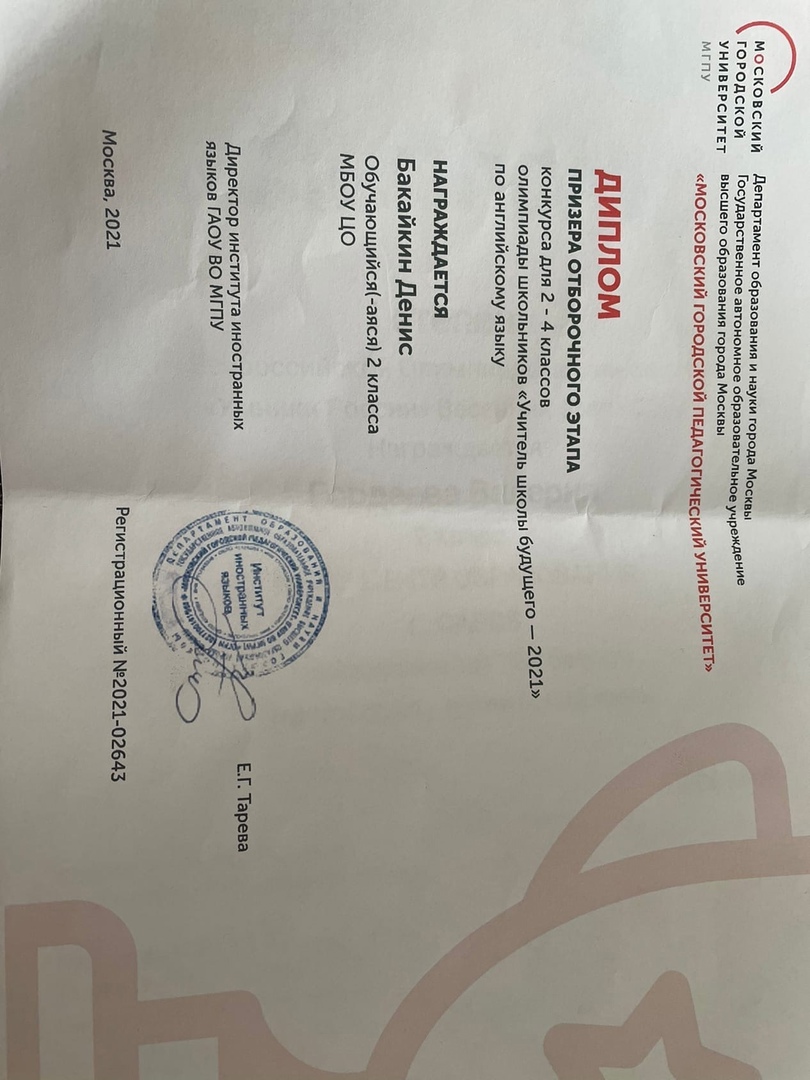 МОСКОВСКИЙ
ГОРОДСКОЙ
УНИВЕРСИТЕТ
МГПУ
Департамент образования и науки города Москвы
Государственное автономное образовательное учреждение
высшего образования города Москвы
«МОСКОВСКИЙ ГОРОДСКОЙ ПЕДАГОГИЧЕСКИЙ УНИВЕРСИТЕТ»
ДИПЛОМ
ПРИЗЕРА ОТБОРОЧНОГО ЭТАПА
конкурса для 2 - 4 классов
олимпиады школьников «Учитель школы будущего — 2021»
по английскому языку
НАГРАЖДАЕТСЯ
Бакайкин Денис
Обучающийся(-аяся) 2 класса
МБОУ ЦО
Директор института иностранных
языков ГАОУ ВО МГПУ
Е.Г. Тарева
Институт
иностранных
языков
Москва, 2021
Регистрационный №2021-02643